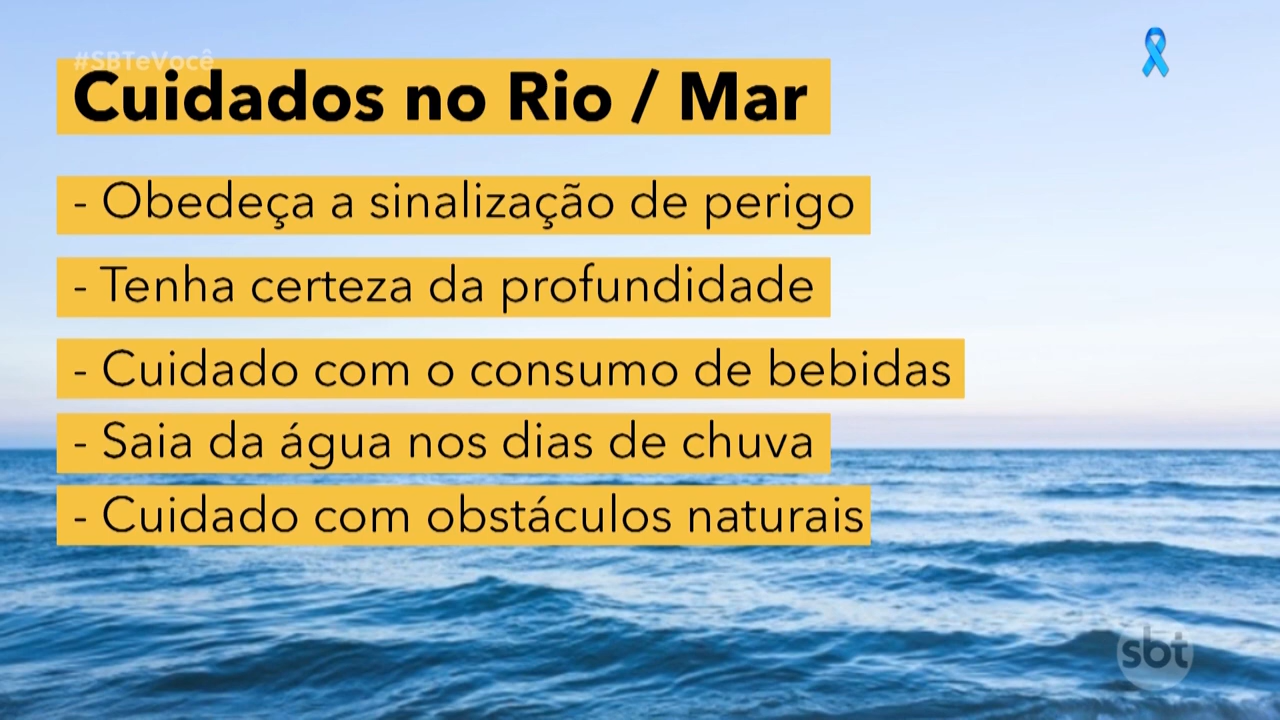 #SBTeVocê
Cuidados no Rio / Mar
- Obedeça a sinalização de perigo
- Tenha certeza da profundidade
- Cuidado com o consumo de bebidas
- Saia da água nos dias de chuva
- Cuidado com obstáculos naturais
sbt